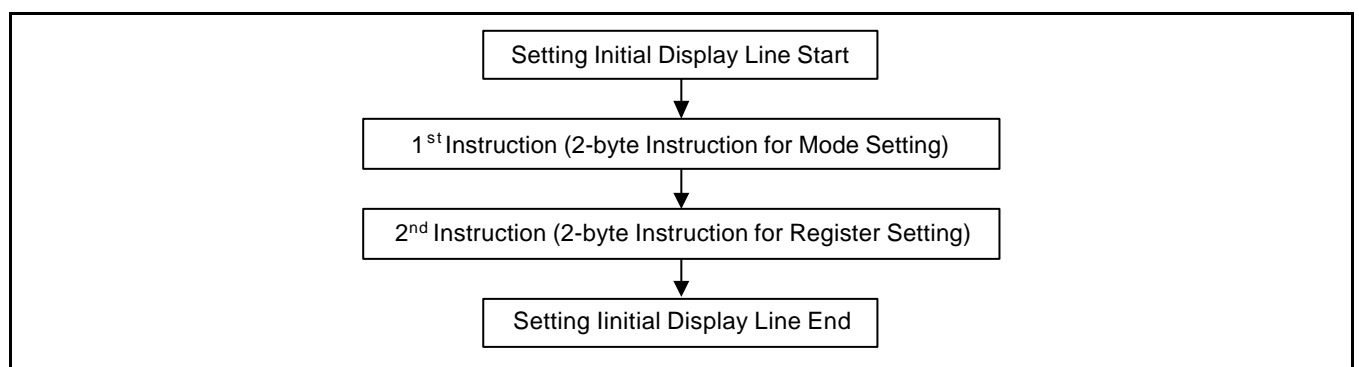 Setting Initial Display Line Start
1st Instruction (2-byte Instruction for Mode Setting)
2nd Instruction (2-byte Instruction for Register Setting)
Setting Iinitial Display Line End